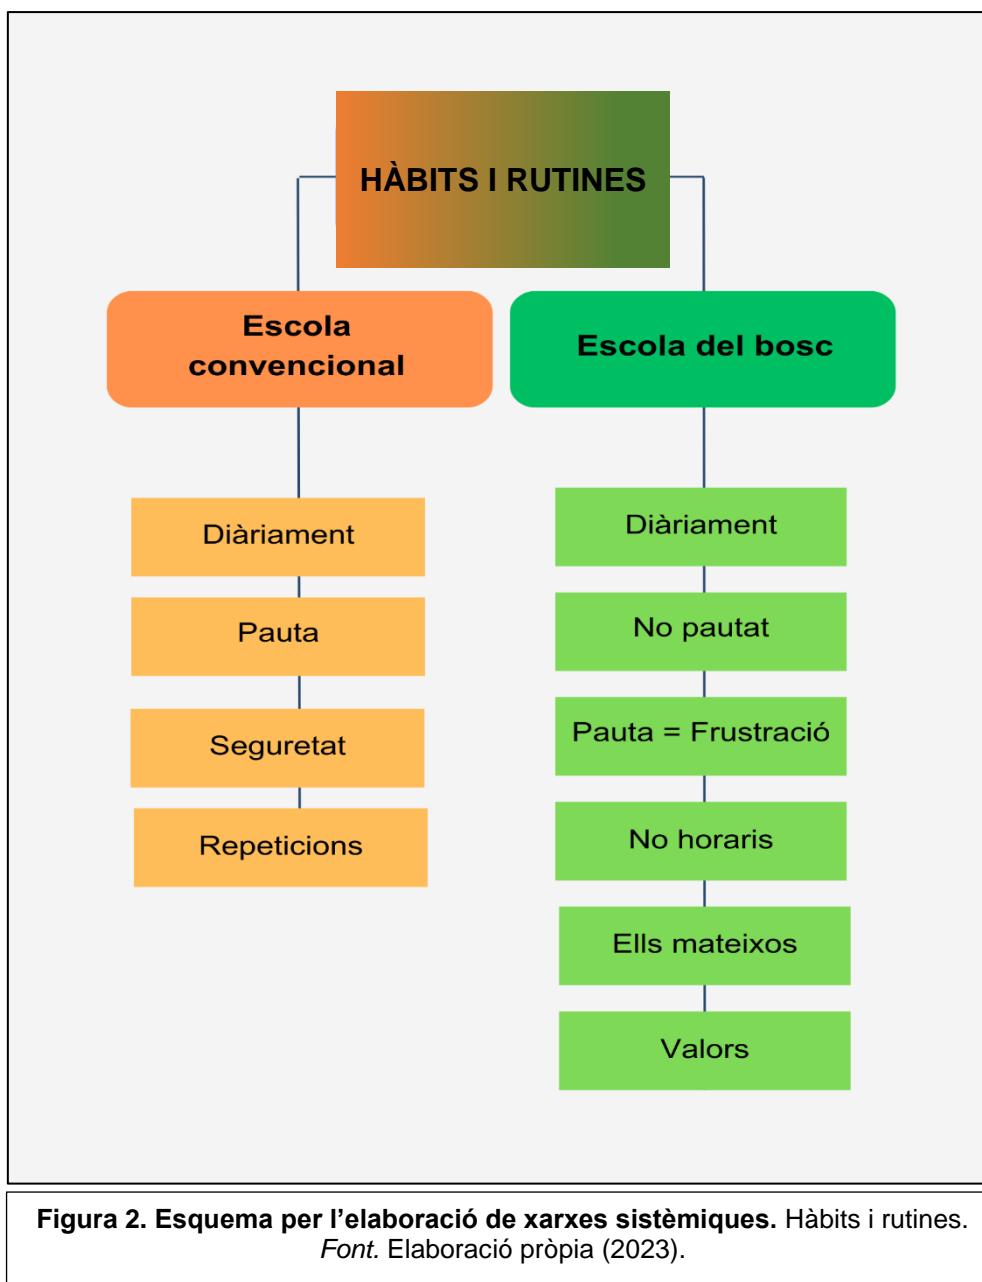 HÀBITS I RUTINES
Escola
convencional
Diàriament
Pauta
Seguretat
Repeticions
Escola del bosc
Diàriament
No pautat
Pauta = Frustració
No horaris
Ells mateixos
Valors
Figura 2. Esquema per l’elaboració de xarxes sistèmiques. Hàbits i rutines.
Font. Elaboració pròpia (2023).